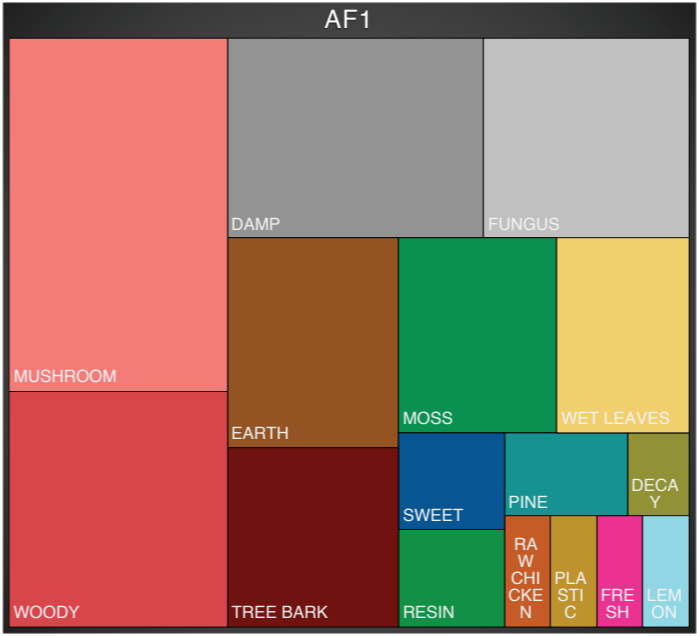 AF1
DAMP
FUNGUS
MUSHROOM
MOSS
WET LEAVES
EARTH
DECA
Y
PINE
SWEET
RA
W
CHI
CKE
N
PLA
STI
C
FRE
SH
LEM
ON
WOODY
TREE BARK
RESIN